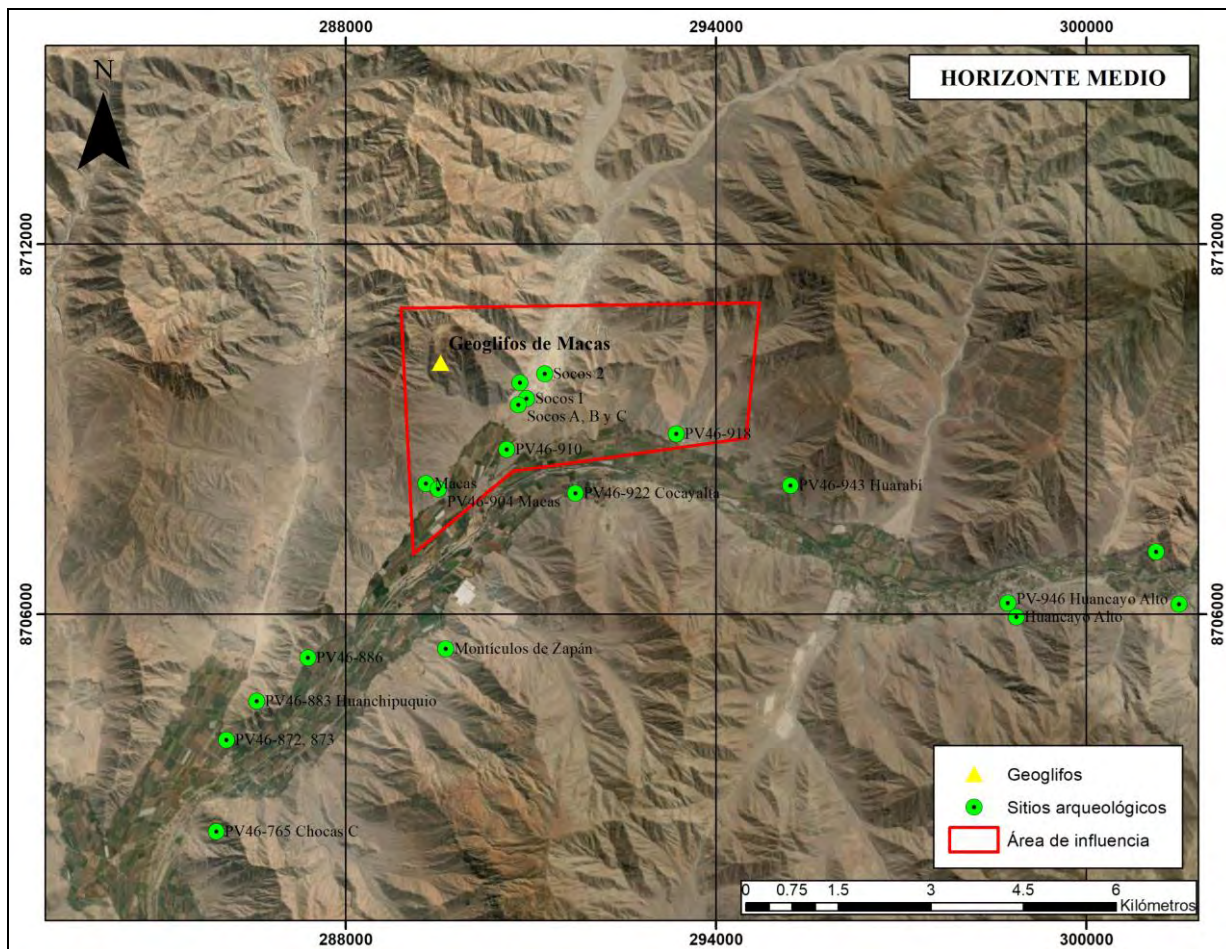 288000
294000
300000
N
HORIZONTE MEDIO
8712000
8712000
Geoglifos de Macas
Socos 2
Socos 1
Socos A, B y C
PV46-918
PV46-910
Macas
PV46-904 Macas
PV46-922 Cocayalta
PV46-943 Huarabi
PV-946 Huancayo Alto
Huancayo Alto
8706000
8706000
Montículos de Zapán
PV46-886
PV46-883 Huanchipuquio
PV46-872, 873
PV46-765 Chocas C
Geoglifos
Sitios arqueológicos
Área de influencia
0 0.75 1.5 3 4.5 6
Kilómetros
288000
294000
300000